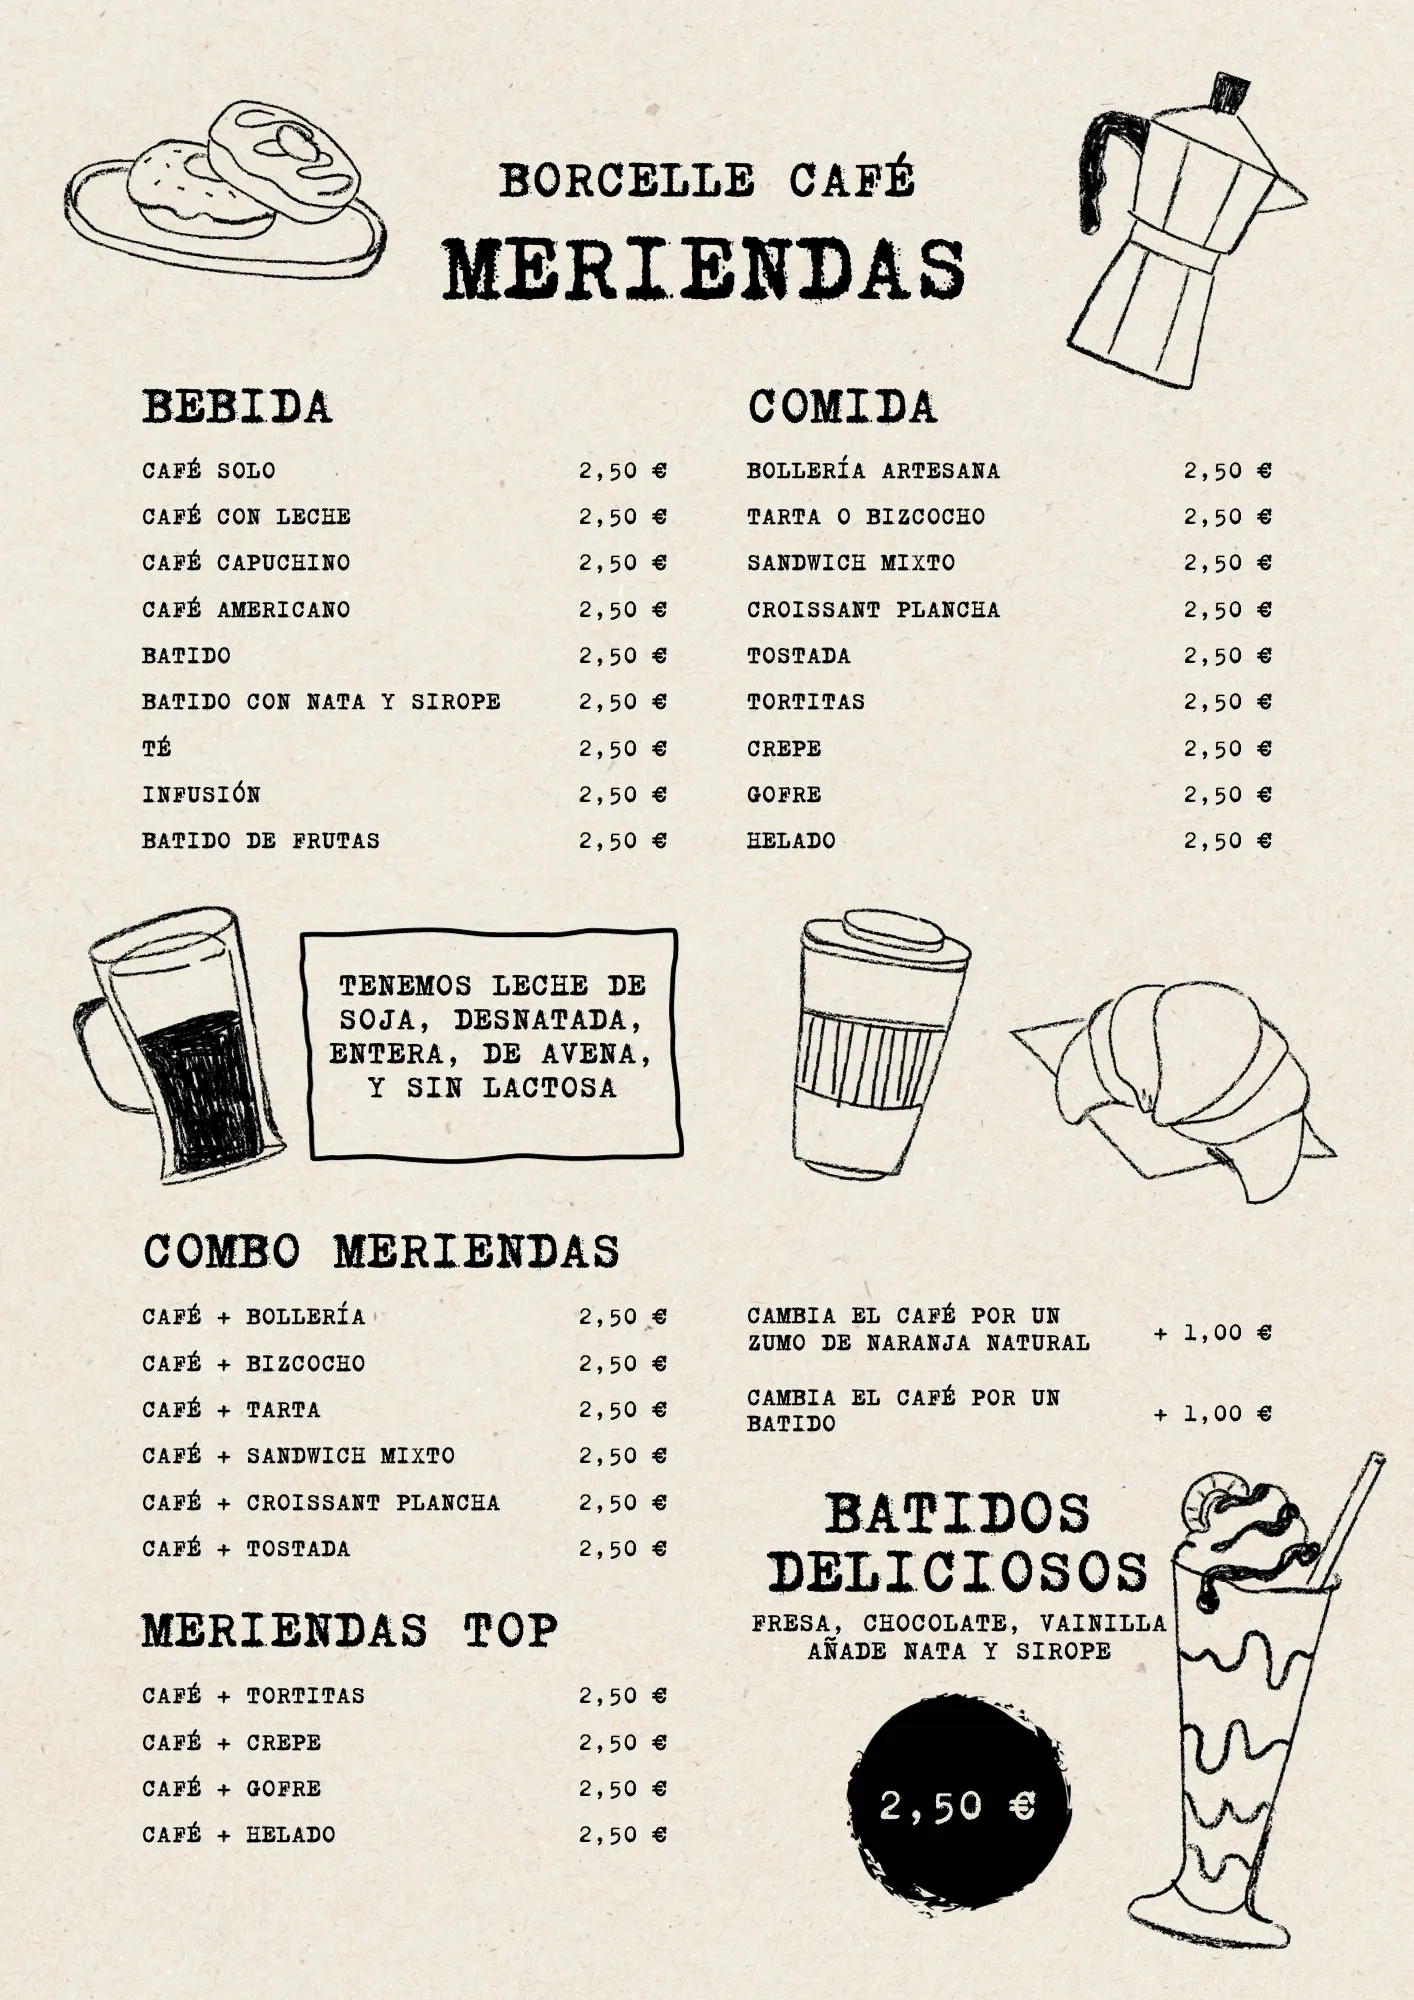 BORCELLE CAFÉ
MERIENDAS
BEBIDA
CAFÉ SOLO 2,50 €
CAFÉ CON LECHE 2,50 €
CAFÉ CAPUCHINO 2,50 €
CAFÉ AMERICANO 2,50 €
BATIDO 2,50 €
BATIDO CON NATA Y SIROPE 2,50 €
TÉ 2,50 €
INFUSIÓN 2,50 €
BATIDO DE FRUTAS 2,50 €
COMIDA
BOLLERÍA ARTESANA 2,50 €
TARTA O BIZCOCHO 2,50 €
SANDWICH MIXTO 2,50 €
CROISSANT PLANCHA 2,50 €
TOSTADA 2,50 €
TORTITAS 2,50 €
CREPE 2,50 €
GOFRE 2,50 €
HELADO 2,50 €
TENEMOS LECHE DE
SOJA, DESNATADA,
ENTERA, DE AVENA,
Y SIN LACTOSA
COMBO MERIENDAS
CAFÉ + BOLLERÍA 2,50 €
CAFÉ + BIZCOCHO 2,50 €
CAFÉ + TARTA 2,50 €
CAFÉ + SANDWICH MIXTO 2,50 €
CAFÉ + CROISSANT PLANCHA 2,50 €
CAFÉ + TOSTADA 2,50 €
CAMBIA EL CAFÉ POR UN
ZUMO DE NARANJA NATURAL + 1,00 €
CAMBIA EL CAFÉ POR UN
BATIDO + 1,00 €
MERIENDAS TOP
CAFÉ + TORTITAS 2,50 €
CAFÉ + CREPE 2,50 €
CAFÉ + GOFRE 2,50 €
CAFÉ + HELADO 2,50 €
BATIDOS
DELICIOSOS
FRESA, CHOCOLATE, VAINILLA
AÑADE NATA Y SIROPE
2,50 €